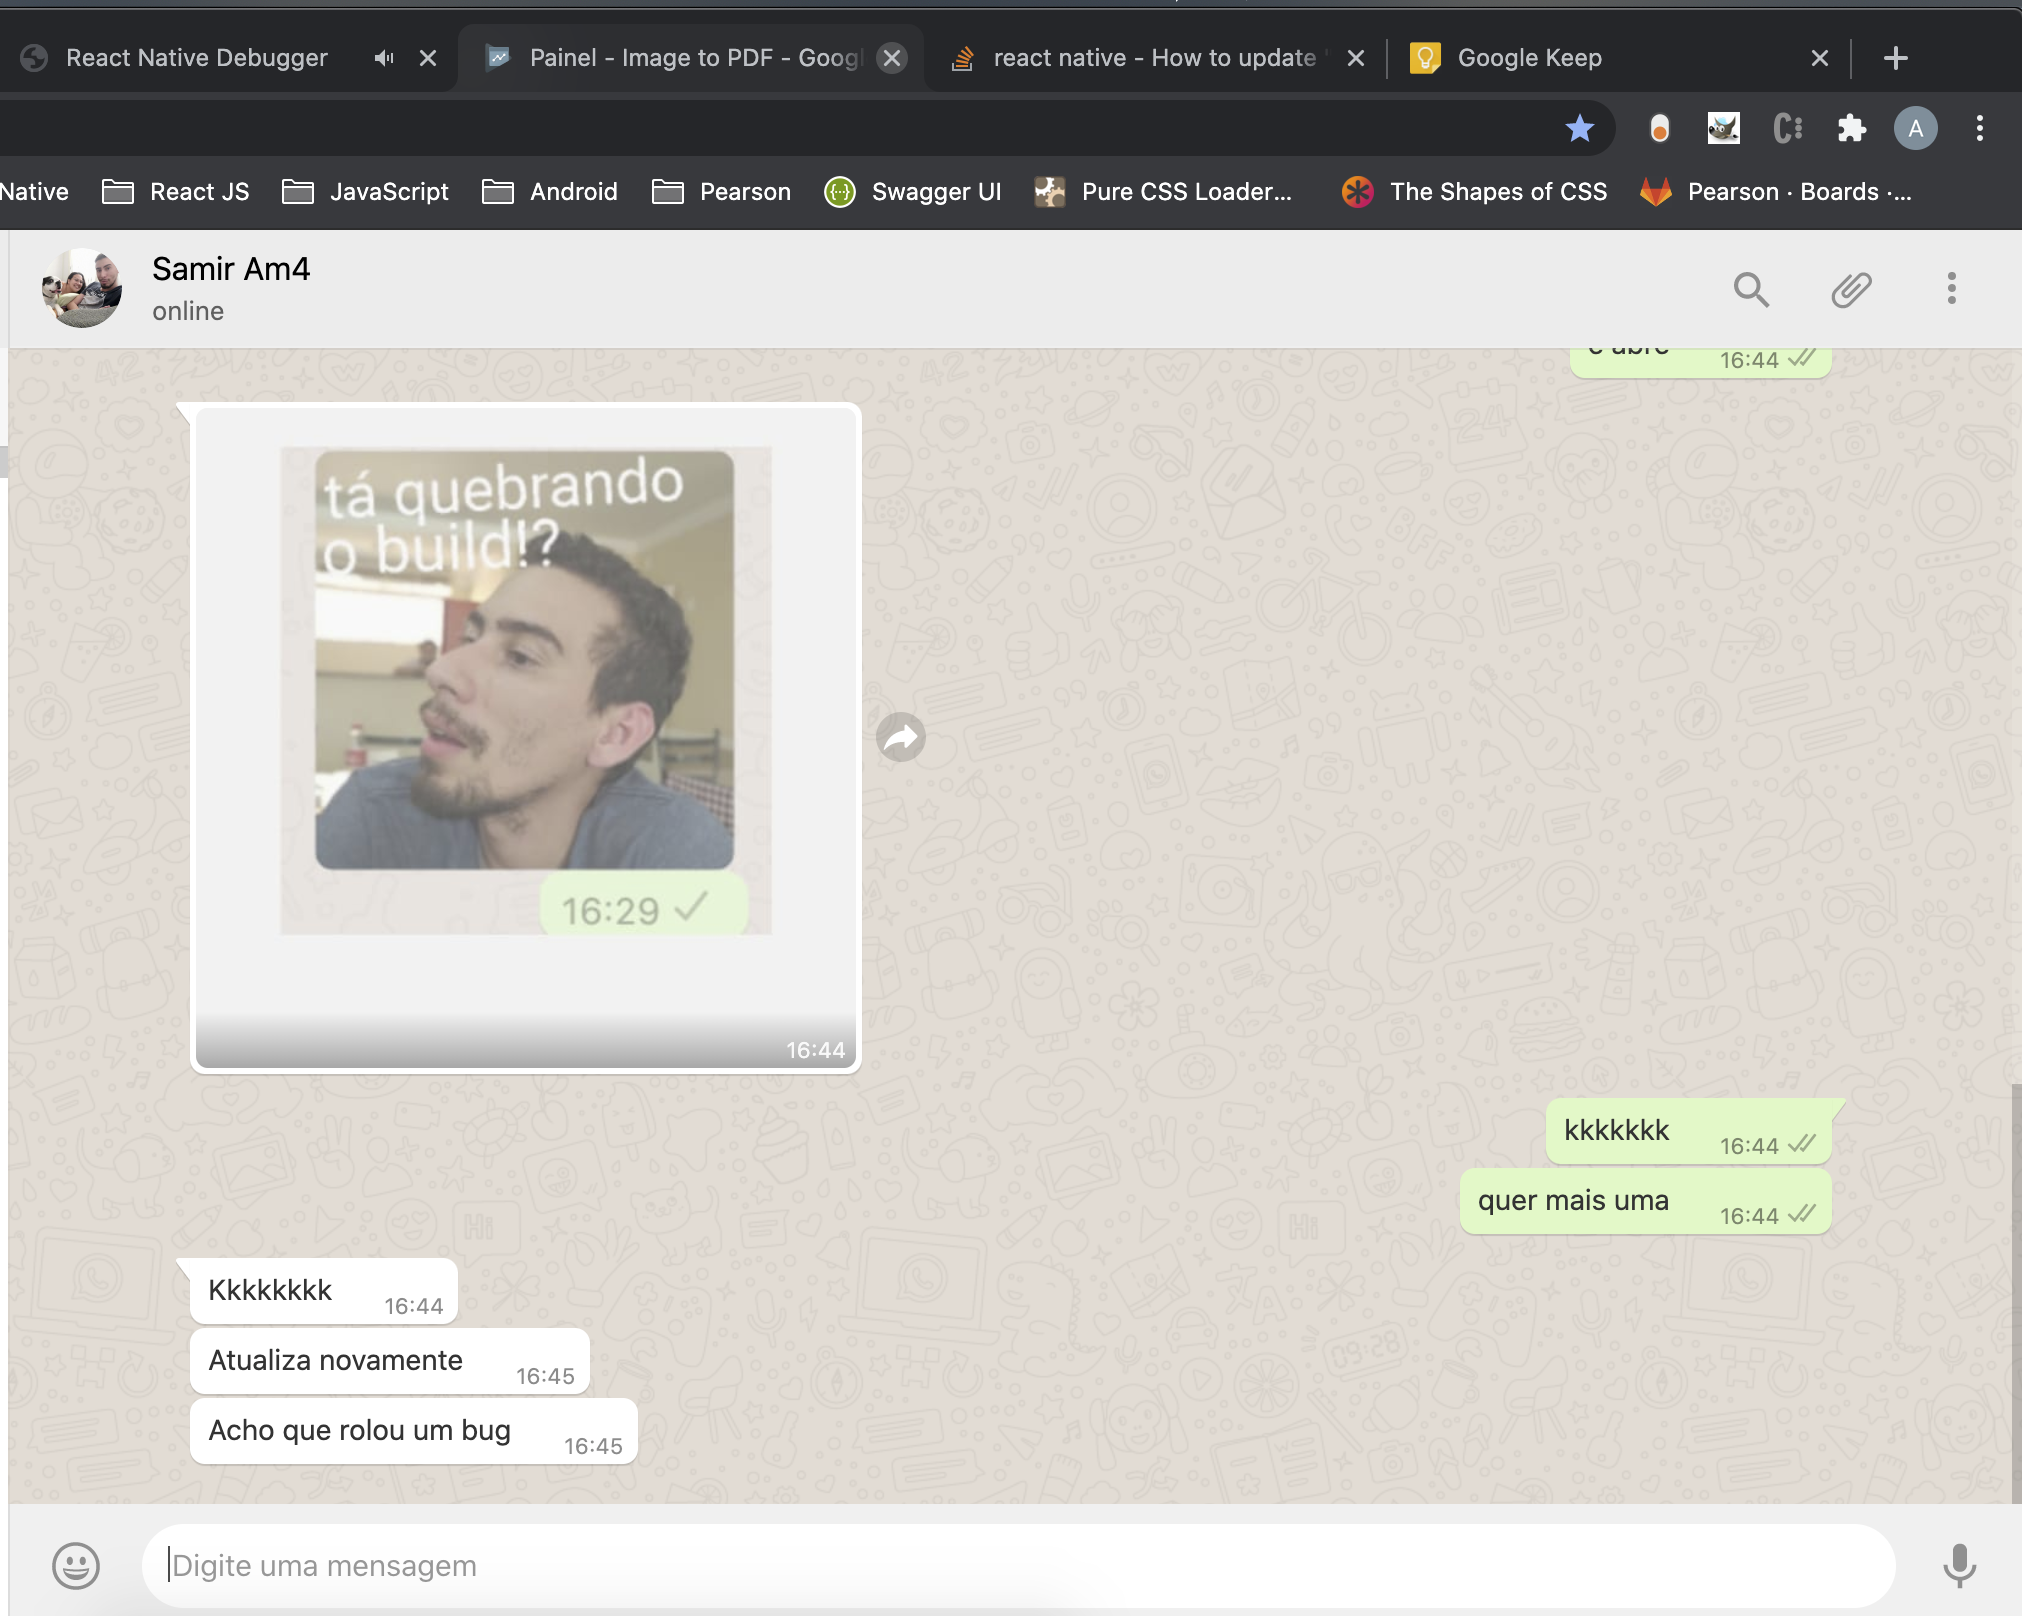 React Native Debugger
Painel - Image to PDF - Goog
react native - How to update
Google Keep
A
Native
React JS
JavaScript
Android
Pearson
Swagger UI
Pure CSS Loader...
The Shapes of CSS
Pearson · Boards ·...
Samir Am4
online
e abre 16:44
tá quebrando
o build!?
16:29
16:44
kkkkkkk 16:44
quer mais uma 16:44
Kkkkkkkk 16:44
Atualiza novamente 16:45
Acho que rolou um bug 16:45
Digite uma mensagem